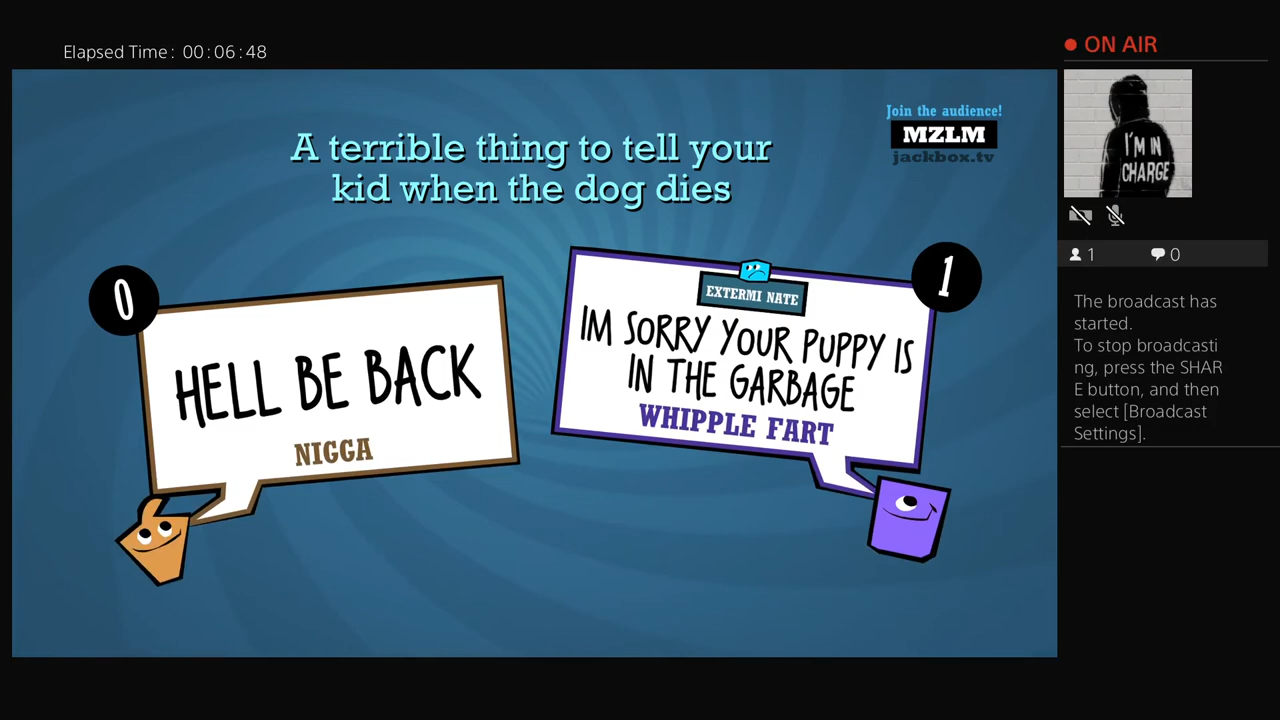 Elapsed Time: 00:06:48
ON AIR
Join the audience!
MZLM
jackbox.tv
A terrible thing to tell your
kid when the dog dies
I'M IN
CHARGE
1
0
0
HELL BE BACK
NIGGA
1
EXTERMI NATE
IM SORRY YOUR PUPPY IS
IN THE GARBAGE
WHIPPLE FART
The broadcast has
started.
To stop broadcasti
ng, press the SHAR
E button, and then
select [Broadcast
Settings].